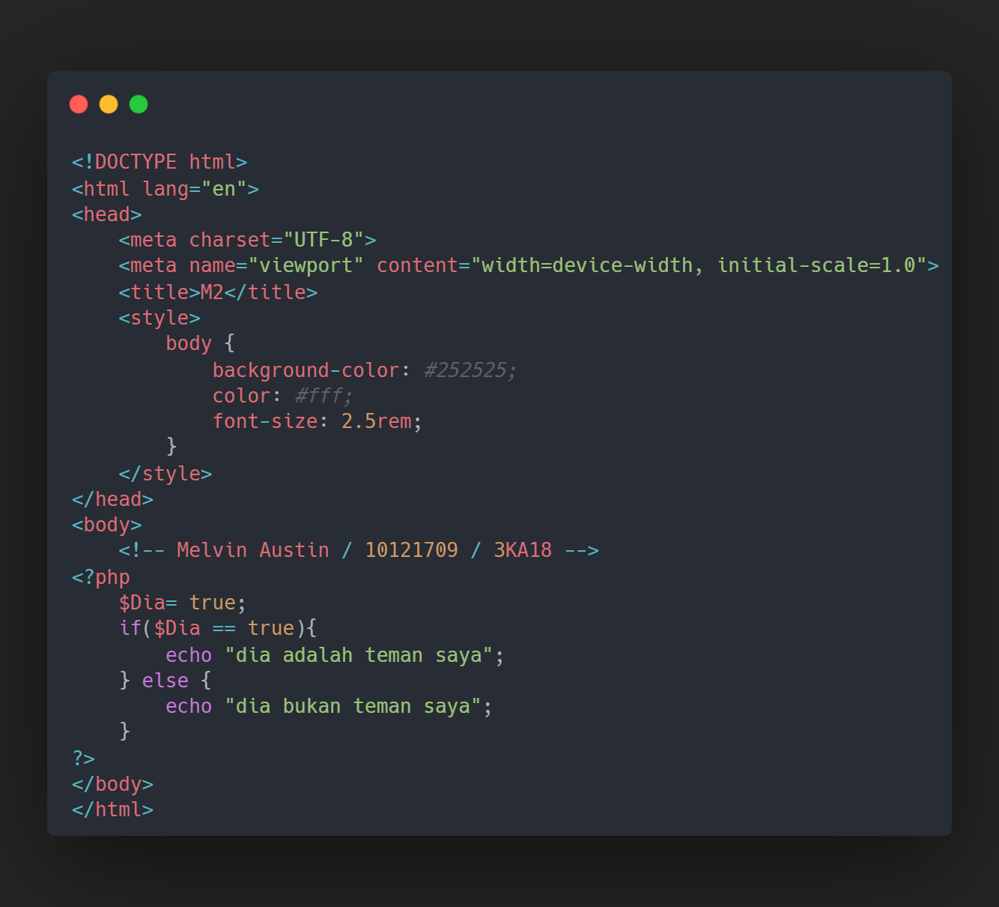 <!DOCTYPE html>
<html lang="en">
<head>
    <meta charset="UTF-8">
    <meta name="viewport" content="width=device-width, initial-scale=1.0">
    <title>M2</title>
    <style>
        body {
            background-color: #252525;
            color: #fff;
            font-size: 2.5rem;
        }
    </style>
</head>
<body>
    <!-- Melvin Austin / 10121709 / 3KA18 -->
<?php
    $Dia= true;
    if($Dia == true){
        echo "dia adalah teman saya";
    } else {
        echo "dia bukan teman saya";
    }
?>
</body>
</html>